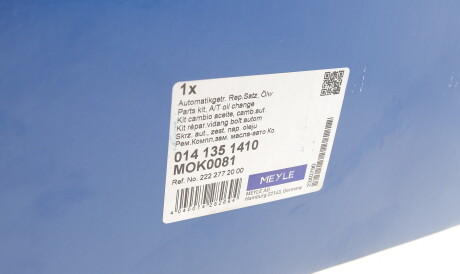 1x
Automatikgetr. Rep.Satz, Ölw
Parts kit, A/T oil change
Kit cambio aceite, camb.aut.
Kit répar.vidang bolt autom
Skrz. aut., zest. nap. oleju
Рем.Компл,зам. масла-авто Ко
014 135 1410
MOK0081
Ref. No. 222 277 20 00
MEYLE
MEYLE AG
Hamburg 22143, Germany